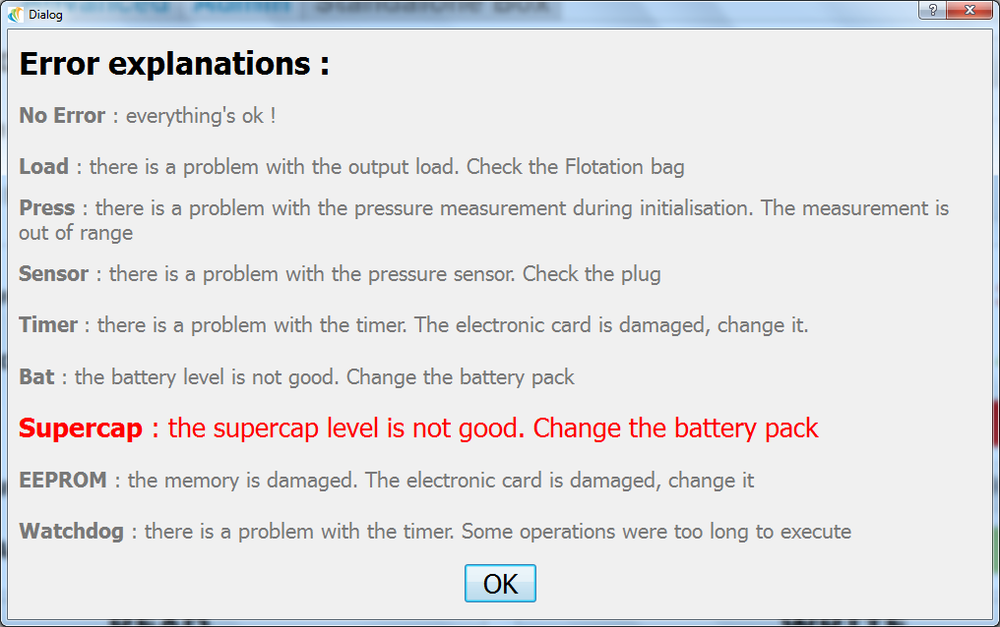 Advanced | Admin | Standalone Box
Dialog
Error explanations :
No Error : everything's ok !
Load : there is a problem with the output load. Check the Flotation bag
Press : there is a problem with the pressure measurement during initialisation. The measurement is
out of range
Sensor : there is a problem with the pressure sensor. Check the plug
Timer : there is a problem with the timer. The electronic card is damaged, change it.
Bat : the battery level is not good. Change the battery pack
Supercap : the supercap level is not good. Change the battery pack
EEPROM : the memory is damaged. The electronic card is damaged, change it
Watchdog : there is a problem with the timer. Some operations were too long to execute
OK